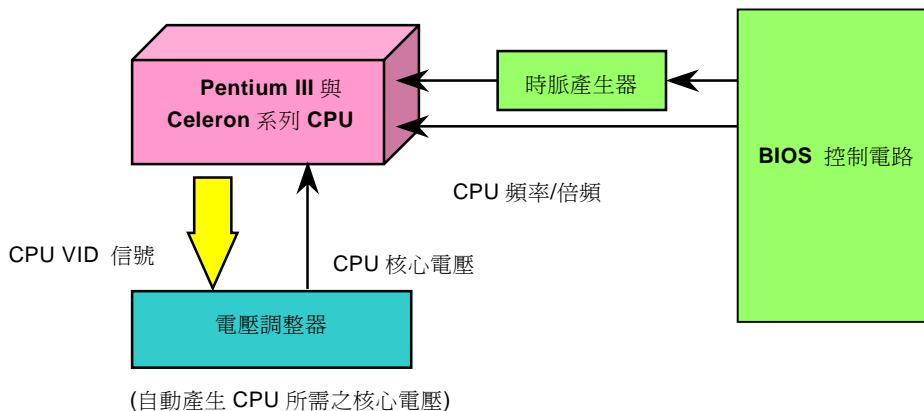 Pentium III 與
Celeron 系列 CPU
時脈產生器
BIOS 控制電路
CPU 頻率/倍頻
CPU VID 信號
CPU 核心電壓
電壓調整器
(自動產生 CPU 所需之核心電壓)